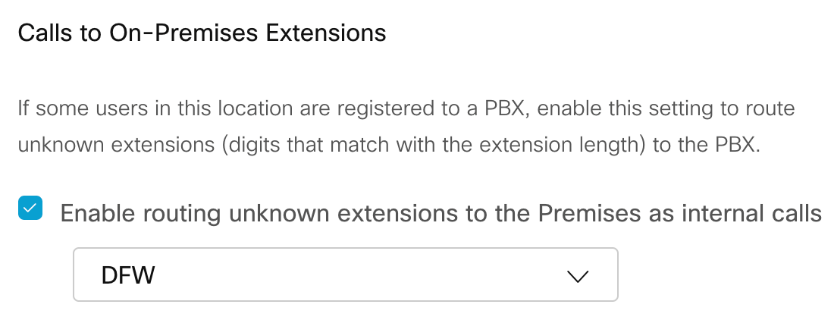 Calls to On-Premises Extensions
If some users in this location are registered to a PBX, enable this setting to route
unknown extensions (digits that match with the extension length) to the PBX.
Enable routing unknown extensions to the Premises as internal calls
DFW